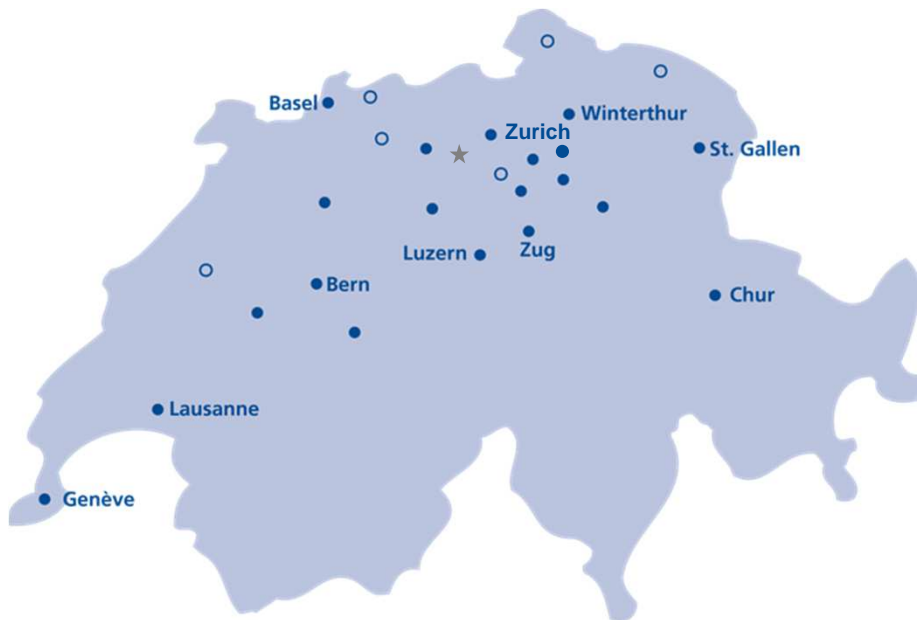 Basel
Winterthur
Zurich
St. Gallen
Luzern
Zug
Bern
Chur
Lausanne
Genève